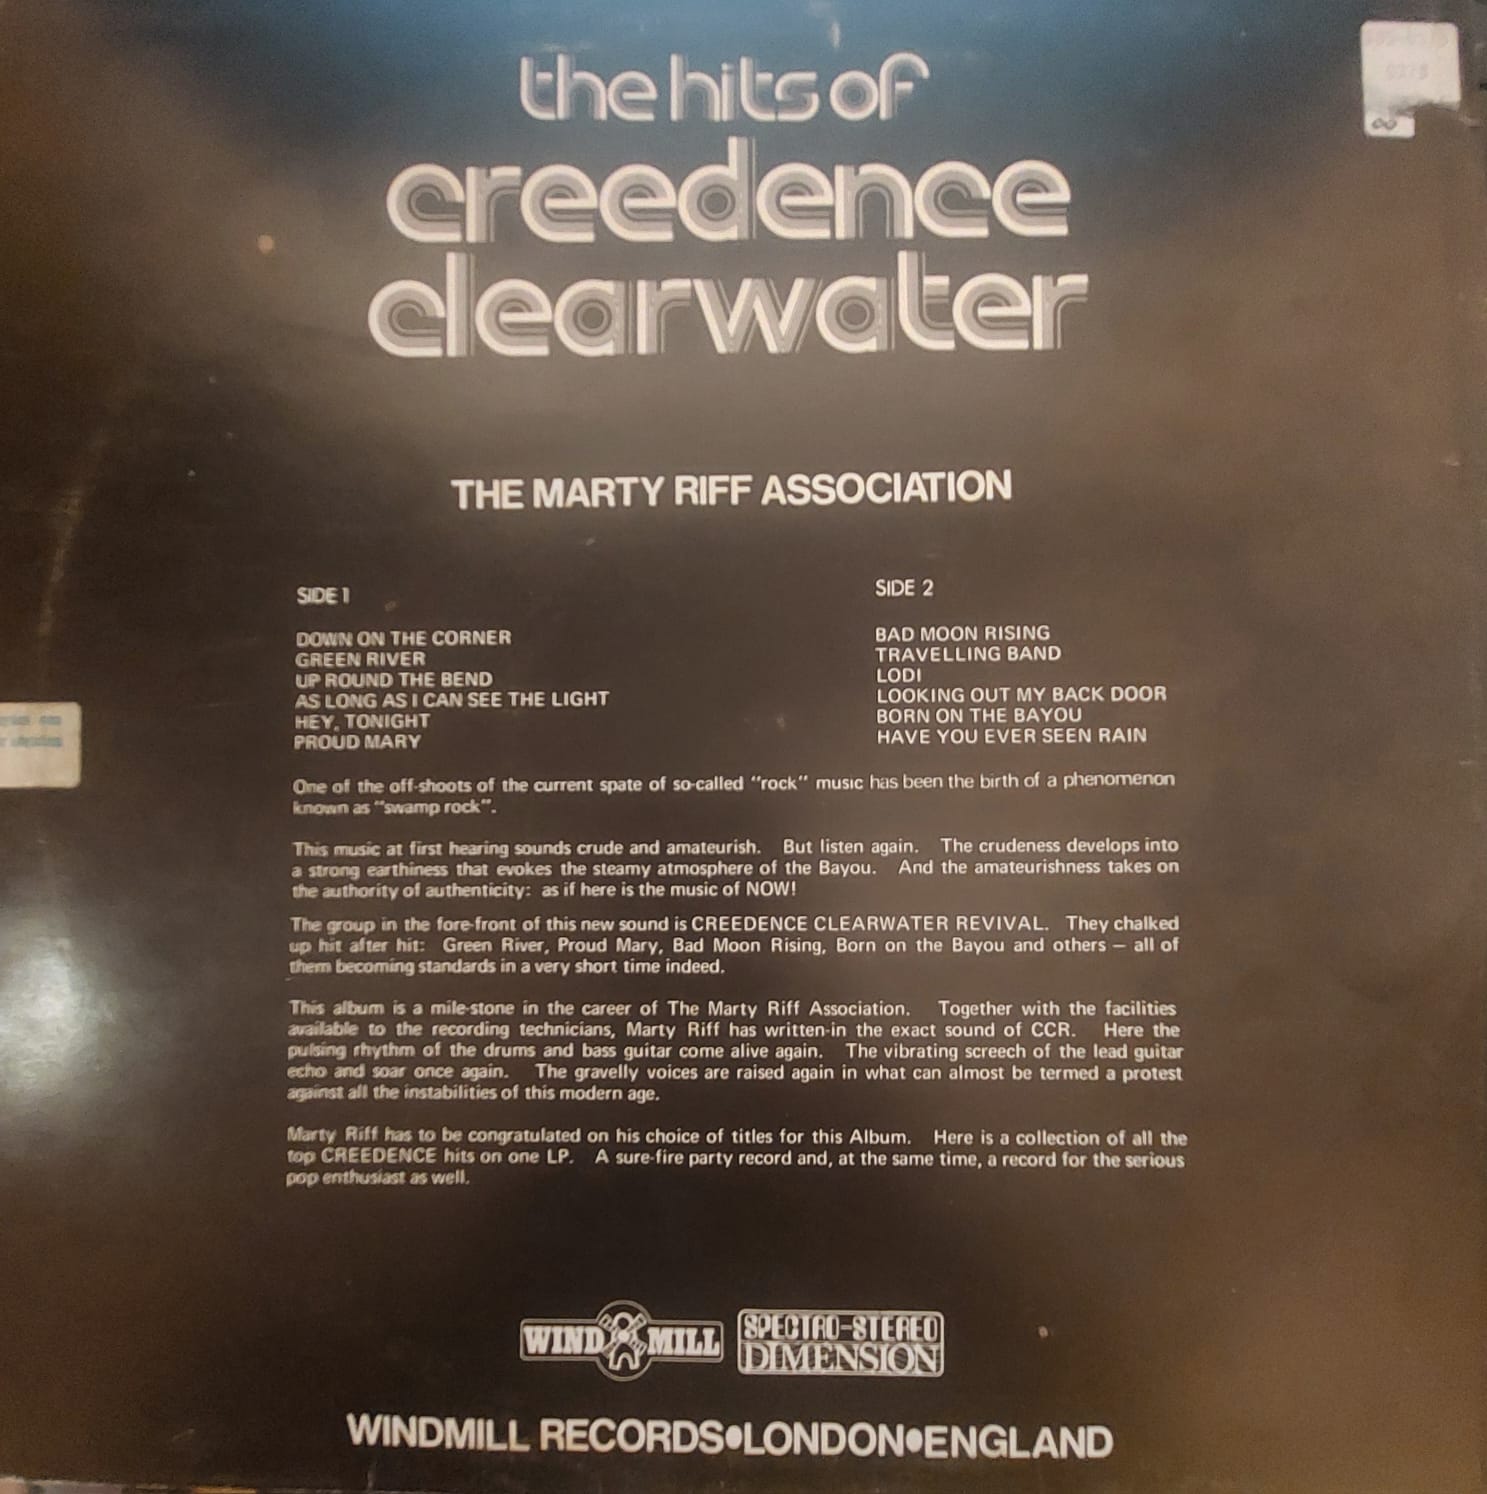 the hits of
creedence
clearwater
THE MARTY RIFF ASSOCIATION
SIDE 1
DOWN ON THE CORNER
GREEN RIVER
UP ROUND THE BEND
AS LONG AS I CAN SEE THE LIGHT
HEY, TONIGHT
PROUD MARY
SIDE 2
BAD MOON RISING
TRAVELLING BAND
LODI
LOOKING OUT MY BACK DOOR
BORN ON THE BAYOU
HAVE YOU EVER SEEN RAIN
One of the off-shoots of the current spate of so-called "rock" music has been the birth of a phenomenon
known as "swamp rock".
This music at first hearing sounds crude and amateurish. But listen again. The crudeness develops into
a strong earthiness that evokes the steamy atmosphere of the Bayou. And the amateurishness takes on
the authority of authenticity: as if here is the music of NOW!
The group in the fore-front of this new sound is CREEDENCE CLEARWATER REVIVAL. They chalked
up hit after hit: Green River, Proud Mary, Bad Moon Rising, Born on the Bayou and others — all of
them becoming standards in a very short time indeed.
This album is a mile-stone in the career of The Marty Riff Association. Together with the facilities
available to the recording technicians, Marty Riff has written-in the exact sound of CCR. Here the
pulsing rhythm of the drums and bass guitar come alive again. The vibrating screech of the lead guitar
echo and soar once again. The gravelly voices are raised again in what can almost be termed a protest
against all the instabilities of this modern age.
Marty Riff has to be congratulated on his choice of titles for this Album. Here is a collection of all the
top CREEDENCE hits on one LP. A sure-fire party record and, at the same time, a record for the serious
pop enthusiast as well.
WIND MILL
SPECTRO-STEREO
DIMENSION
WINDMILL RECORDS•LONDON•ENGLAND